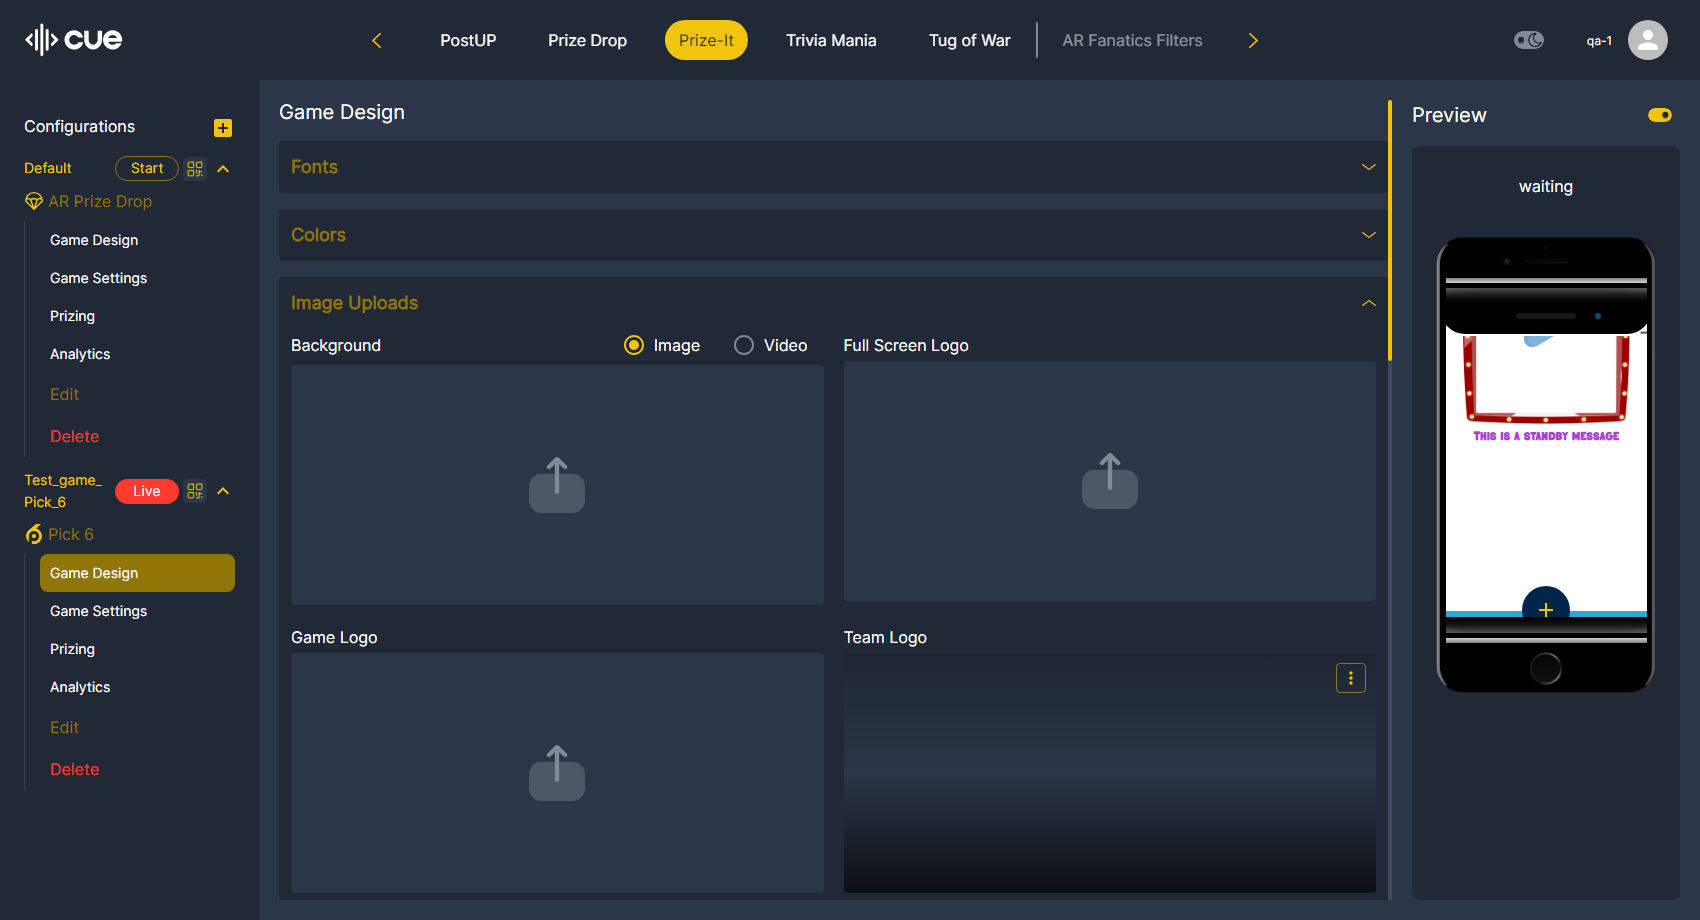 cue
PostUP
Prize Drop
Prize-It
Trivia Mania
Tug of War
AR Fanatics Filters
qa-1
Configurations
Default
Start
AR Prize Drop
Game Design
Game Settings
Prizing
Analytics
Edit
Delete
Test_game_
Pick_6
Live
Pick 6
Game Design
Game Settings
Prizing
Analytics
Edit
Delete
Game Design
Fonts
Colors
Image Uploads
Background
Image
Video
Full Screen Logo
Game Logo
Team Logo
Preview
waiting
THIS IS A STANDBY MESSAGE